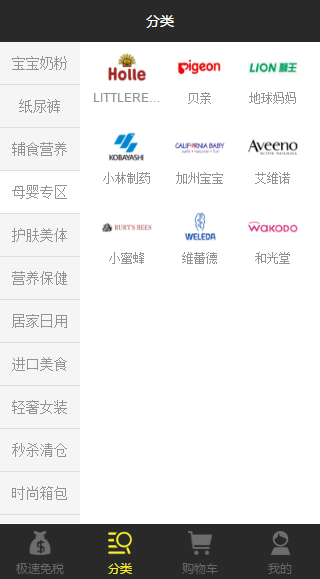 分类
宝宝奶粉
纸尿裤
辅食营养
母婴专区
护肤美体
营养保健
居家日用
进口美食
轻奢女装
秒杀清仓
时尚箱包
Holle
Pigeon
LION 獅王
LITTLERE...
贝亲
地球妈妈
KOBAYASHI
CALIFORNIA BABY
Aveeno
ACTIVE NATURALS
小林制药
加州宝宝
艾维诺
BURT'S BEES
WELEDA
WAKODO
小蜜蜂
维蕾德
和光堂
极速免税
分类
购物车
我的